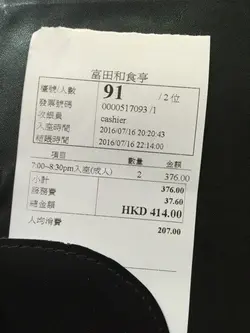 富田和食亭
檯號/人數 91 /2 位
發票號碼 0000517093 /1
收銀員 cashier
入座時間 2016/07/16 20:20:43
結賬時間 2016/07/16 22:14:00
項目 數量 金額
7:00~8:30pm入座(成人) 2 376.00
小計 376.00
服務費 37.60
總金額 HKD 414.00
人均消費 207.00